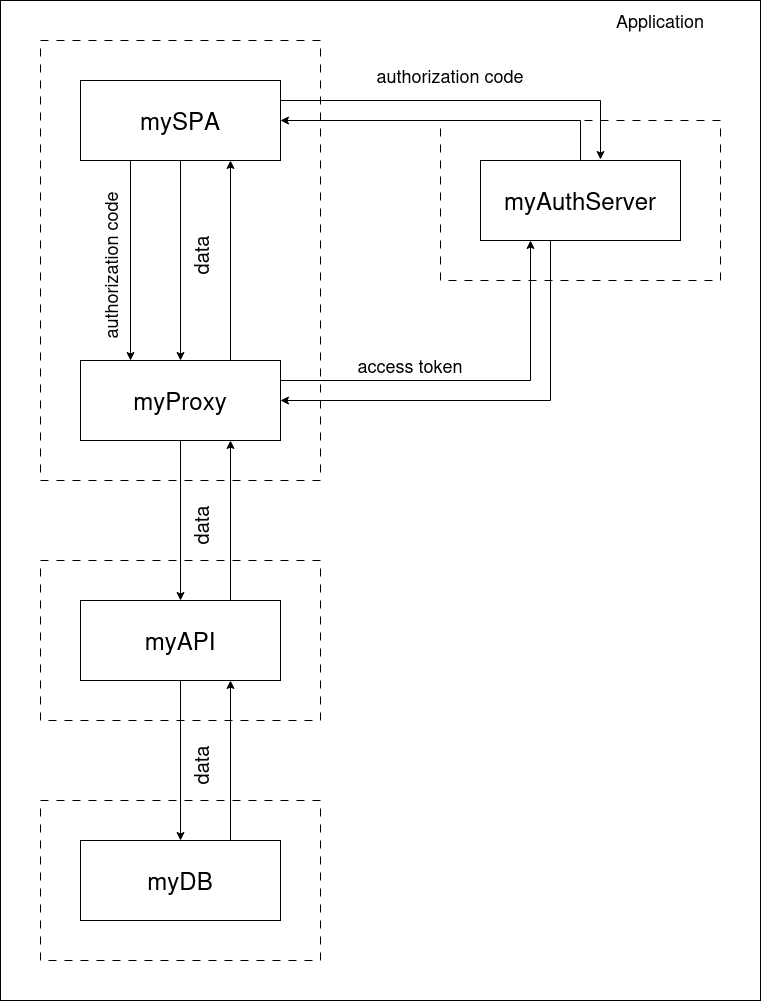 Application
authorization code
mySPA
myAuthServer
authorization code
data
access token
myProxy
data
myAPI
data
myDB